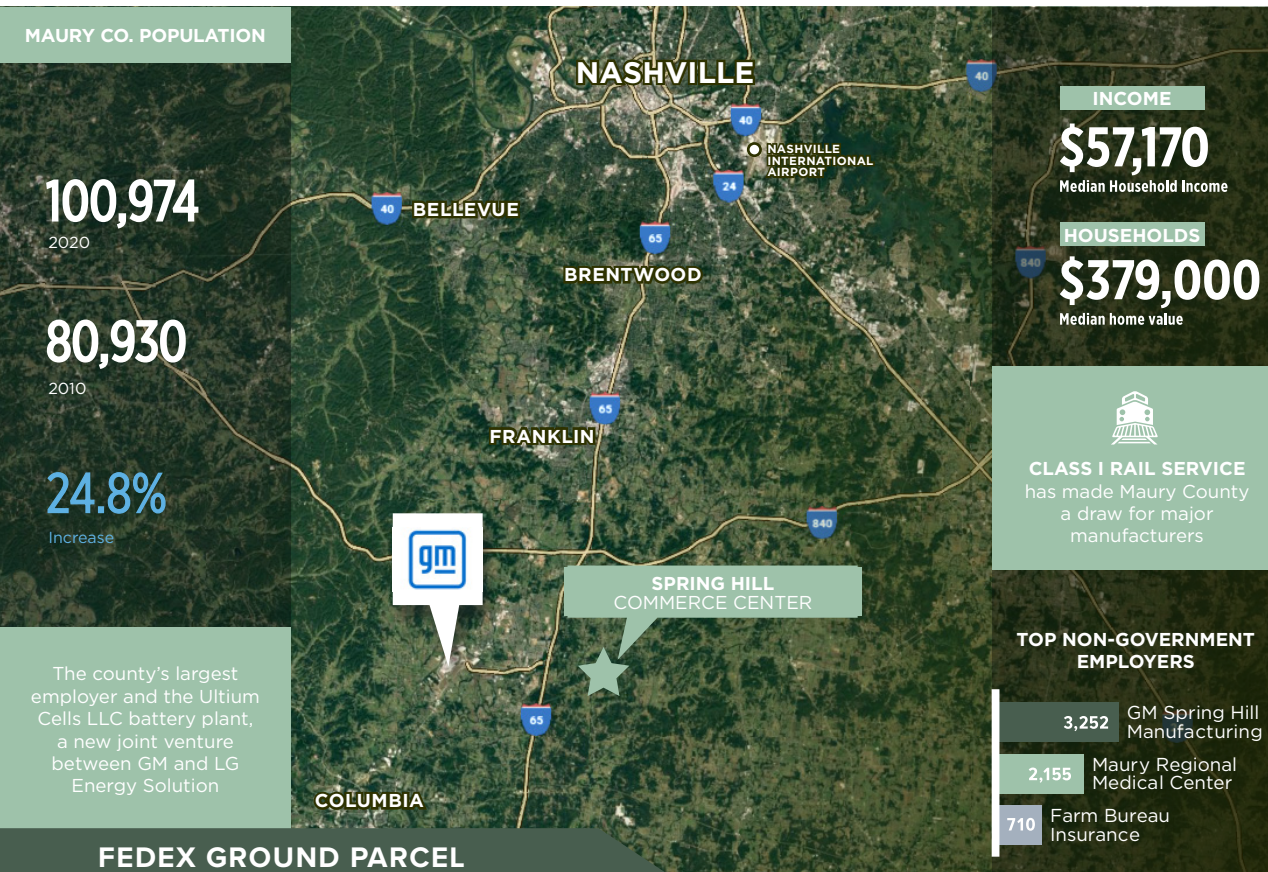 MAURY CO. POPULATION
100,974
2020
80,930
2010
24.8%
Increase
The county's largest
employer and the Ultium
Cells LLC battery plant,
a new joint venture
between GM and LG
Energy Solution
NASHVILLE
40
40
NASHVILLE
INTERNATIONAL
AIRPORT
24
40
BELLEVUE
65
BRENTWOOD
65
FRANKLIN
840
gm
SPRING HILL
COMMERCE CENTER
65
COLUMBIA
INCOME
$57,170
Median Household Income
HOUSEHOLDS
840
$379,000
Median home value
CLASS I RAIL SERVICE
has made Maury County
a draw for major
manufacturers
TOP NON-GOVERNMENT
EMPLOYERS
3,252
GM Spring Hill
Manufacturing
2,155
Maury Regional
Medical Center
710
Farm Bureau
Insurance
FEDEX GROUND PARCEL